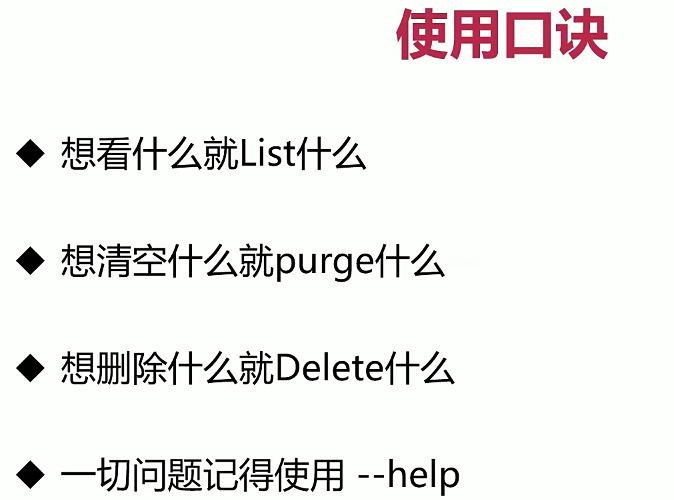 使用口诀
◆ 想看什么就List什么
◆ 想清空什么就purge什么
◆ 想删除什么就Delete什么
◆ 一切问题记得使用 --help